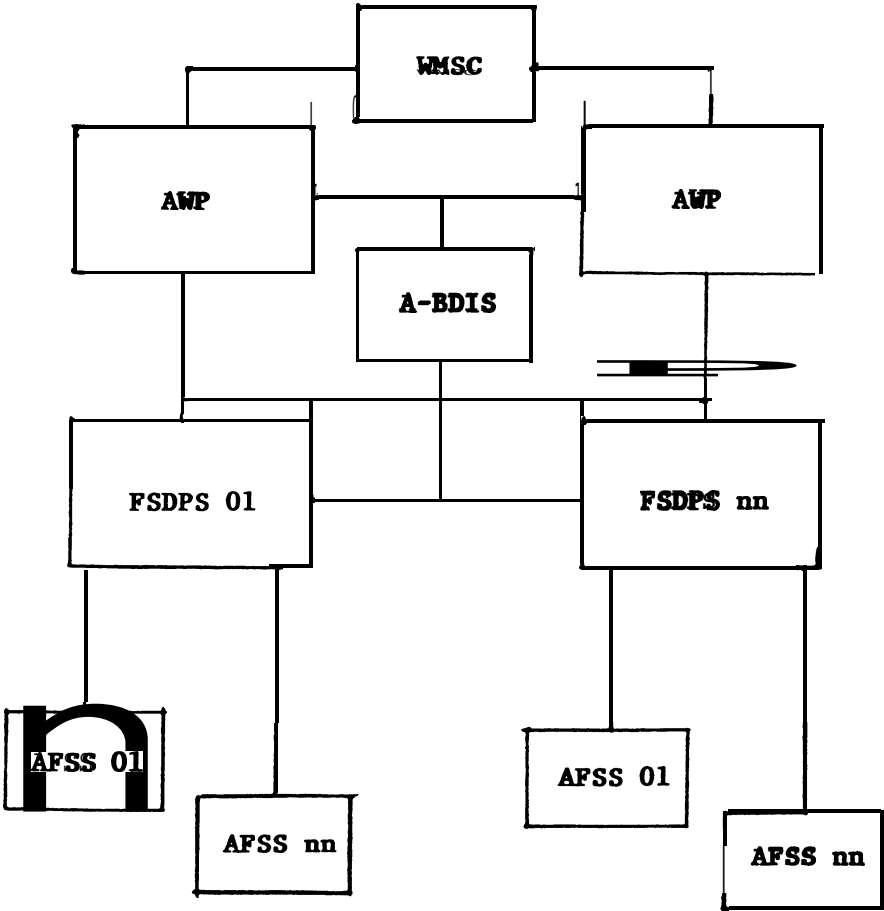 WMSC
AWP
AWP
A-BDIS
FSDPS 01
FSDPS nn
AFSS 01
AFSS 01
AFSS nn
AFSS nn